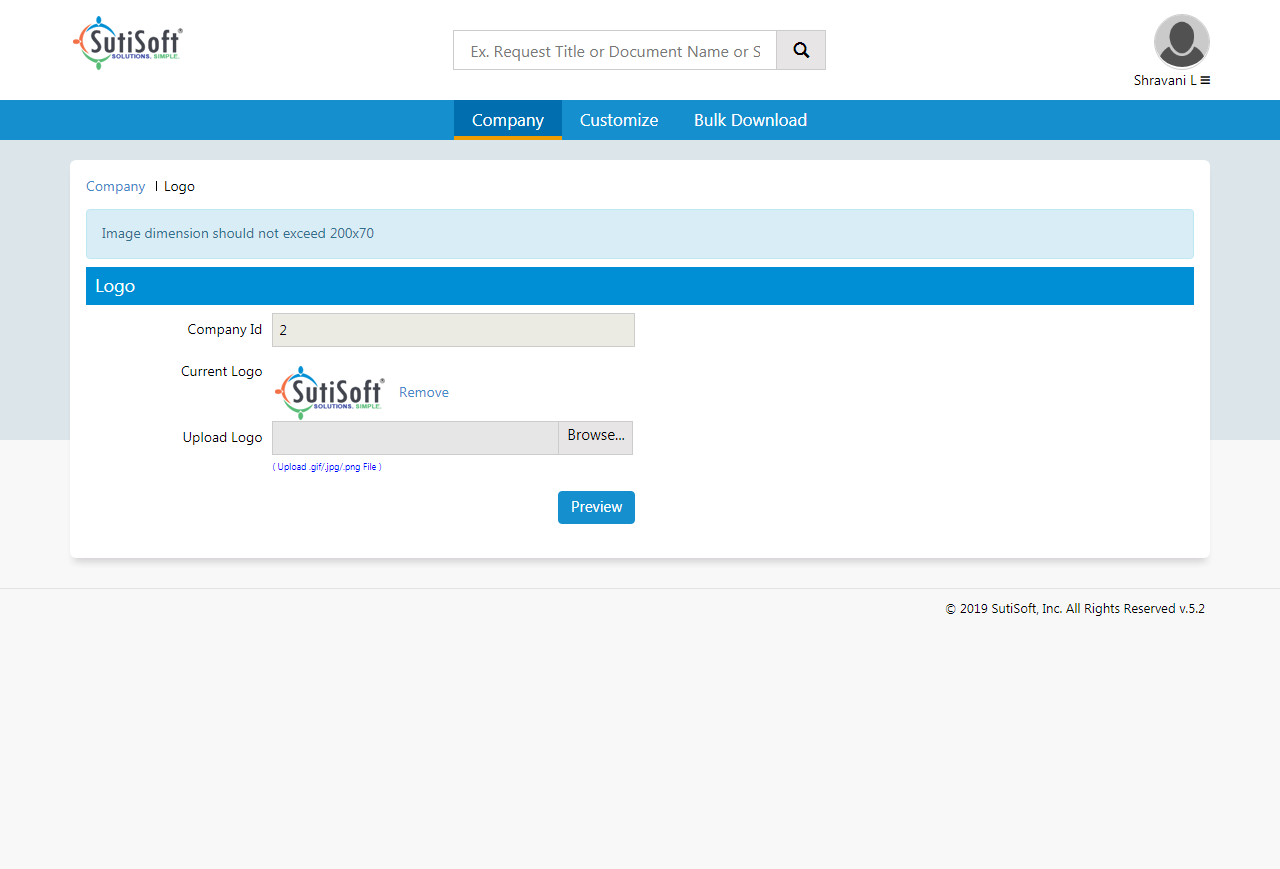 SutiSoft®
SOLUTIONS. SIMPLE.
Ex. Request Title or Document Name or S
Shravani L
Company Customize Bulk Download
Company | Logo
Image dimension should not exceed 200x70
Logo
Company Id 2
Current Logo SutiSoft® Remove
SOLUTIONS. SIMPLE.
Upload Logo Browse...
( Upload .gif/.jpg/.png File )
Preview
© 2019 SutiSoft, Inc. All Rights Reserved v.5.2